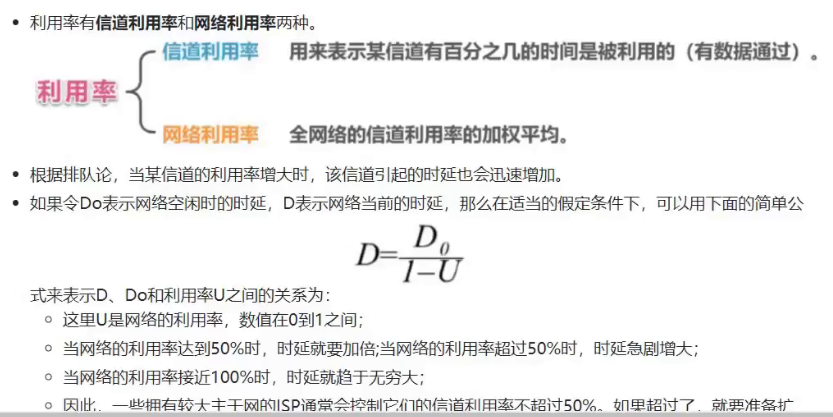 利用率有信道利用率和网络利用率两种。
信道利用率 用来表示某信道有百分之几的时间是被利用的（有数据通过）。
利用率
网络利用率 全网络的信道利用率的加权平均。
根据排队论，当某信道的利用率增大时，该信道引起的时延也会迅速增加。
如果令Do表示网络空闲时的时延，D表示网络当前的时延，那么在适当的假定条件下，可以用下面的简单公
D=D0/1-U
式来表示D、Do和利用率U之间的关系为：
这里U是网络的利用率，数值在0到1之间；
当网络的利用率达到50%时，时延就要加倍;当网络的利用率超过50%时，时延急剧增大；
当网络的利用率接近100%时，时延就趋于无穷大；
因此，一些拥有较大主干网的ISP通常会控制它们的信道利用率不超过50%。如果超过了，就要准备扩